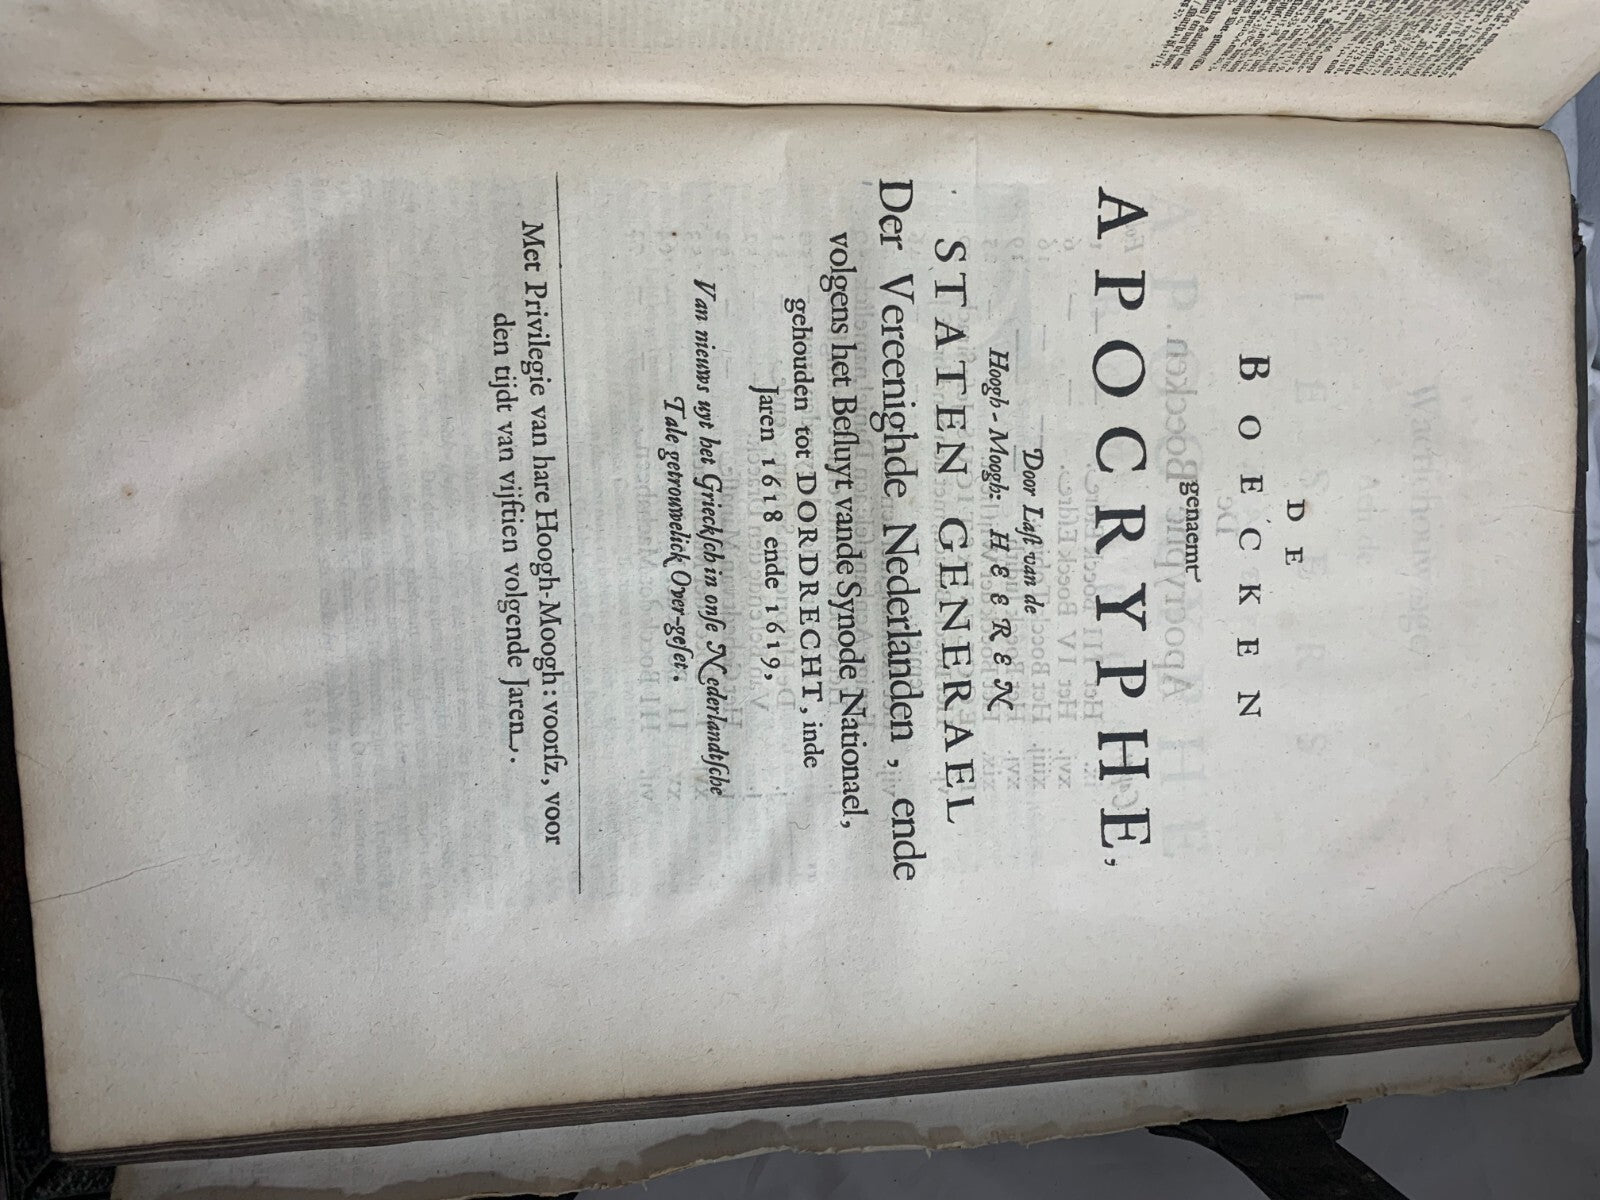 DE
BOECKEN
genaemt
APOCRYPHE,
Door Laſt van de
Hoogh-Moogh: HEEREN
STATEN GENERAEL
Der Vereenighde Nederlanden, ende
volgens het Beſluyt vande Synode Nationael,
gehouden tot DORDRECHT, inde
Jaren 1618 ende 1619,
Van nieuws uyt het Grieckſch in onſe Nederlandtſche
Tale getrouwelick Over-geſet.
Met Privilegie van hare Hoogh-Moogh: voorſz, voor
den tijdt van vijftien volgende Jaren.